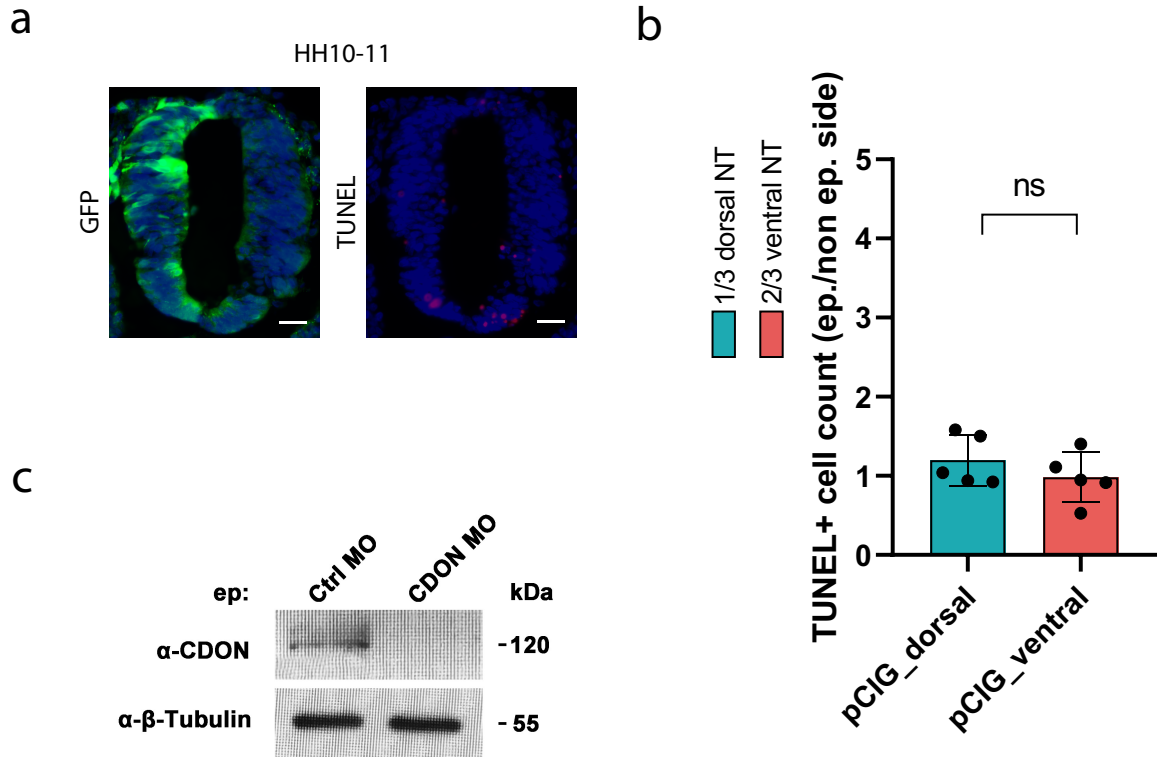 a
HH10-11
GFP
TUNEL
b
1/3 dorsal NT
2/3 ventral NT
TUNEL+ cell count (ep./non ep. side)
5
4
3
2
1
0
ns
pCIG_dorsal
pCIG_ventral
c
ep:
Ctrl MO
CDON MO
kDa
α-CDON
-120
α-β-Tubulin
-55